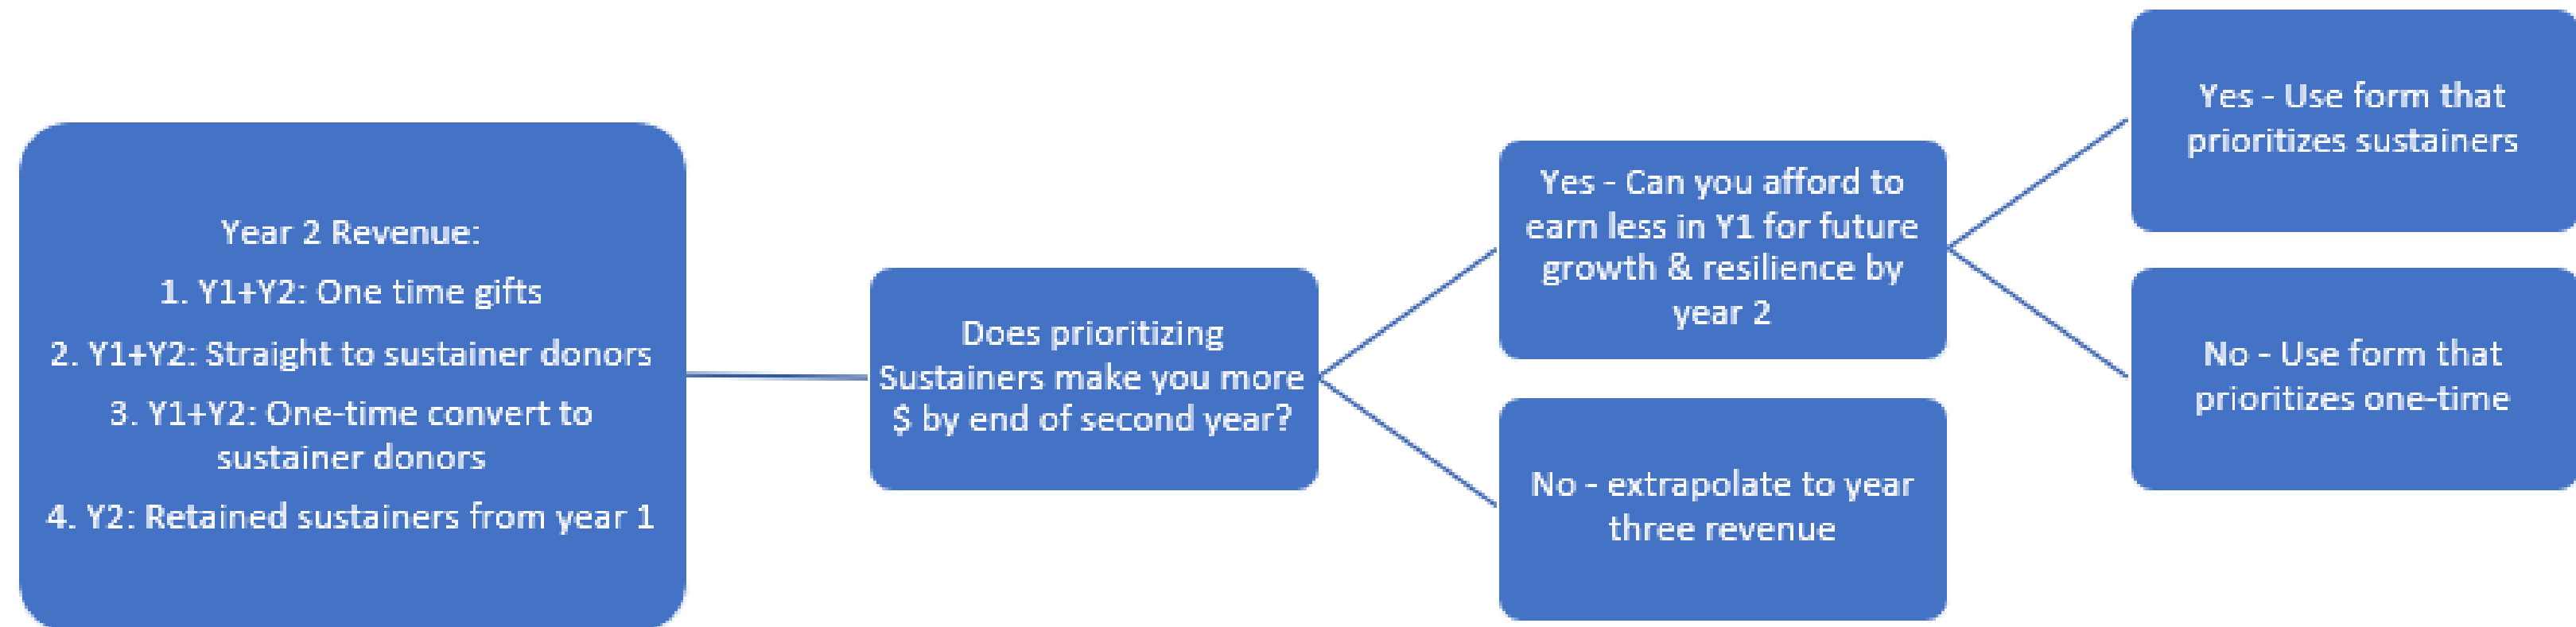 Year 2 Revenue:
1. Y1+Y2: One time gifts
2. Y1+Y2: Straight to sustainer donors
3. Y1+Y2: One-time convert to
sustainer donors
4. Y2: Retained sustainers from year 1
Does prioritizing
Sustainers make you more
$ by end of second year?
Yes - Can you afford to
earn less in Y1 for future
growth & resilience by
year 2
No - extrapolate to year
three revenue
Yes - Use form that
prioritizes sustainers
No - Use form that
prioritizes one-time